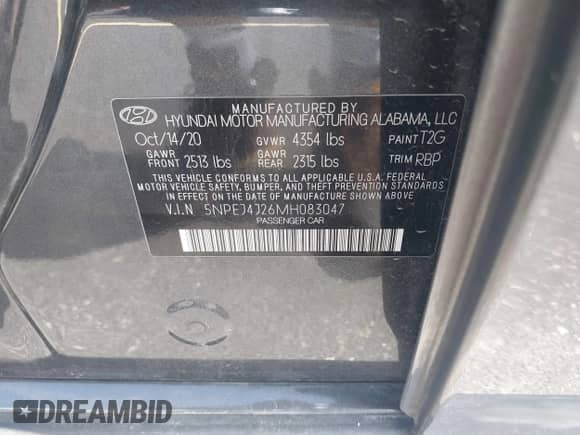 MANUFACTURED BY
HYUNDAI MOTOR MANUFACTURING ALABAMA, LLC
Oct/14/20 GVWR 4354 lbs PAINT T2G
GAWR FRONT 2513 lbs GAWR REAR 2315 lbs TRIM RBP
THIS VEHICLE CONFORMS TO ALL APPLICABLE U.S.A. FEDERAL
MOTOR VEHICLE SAFETY, BUMPER, AND THEFT PREVENTION STANDARDS
IN EFFECT ON THE DATE OF MANUFACTURE SHOWN ABOVE.
V.I.N 5NPEJ4J26MH083047
PASSENGER CAR
DREAMBID